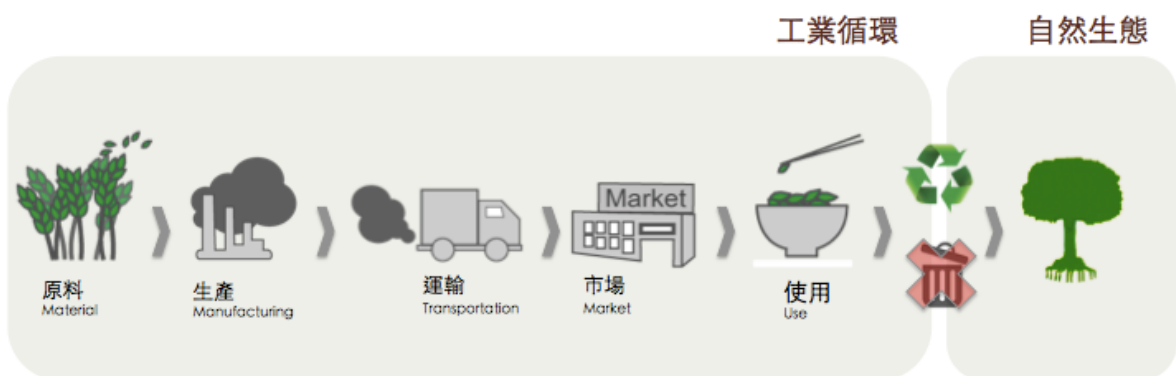 工業循環
自然生態
Market
原料
Material
生產
Manufacturing
運輸
Transportation
市場
Market
使用
Use